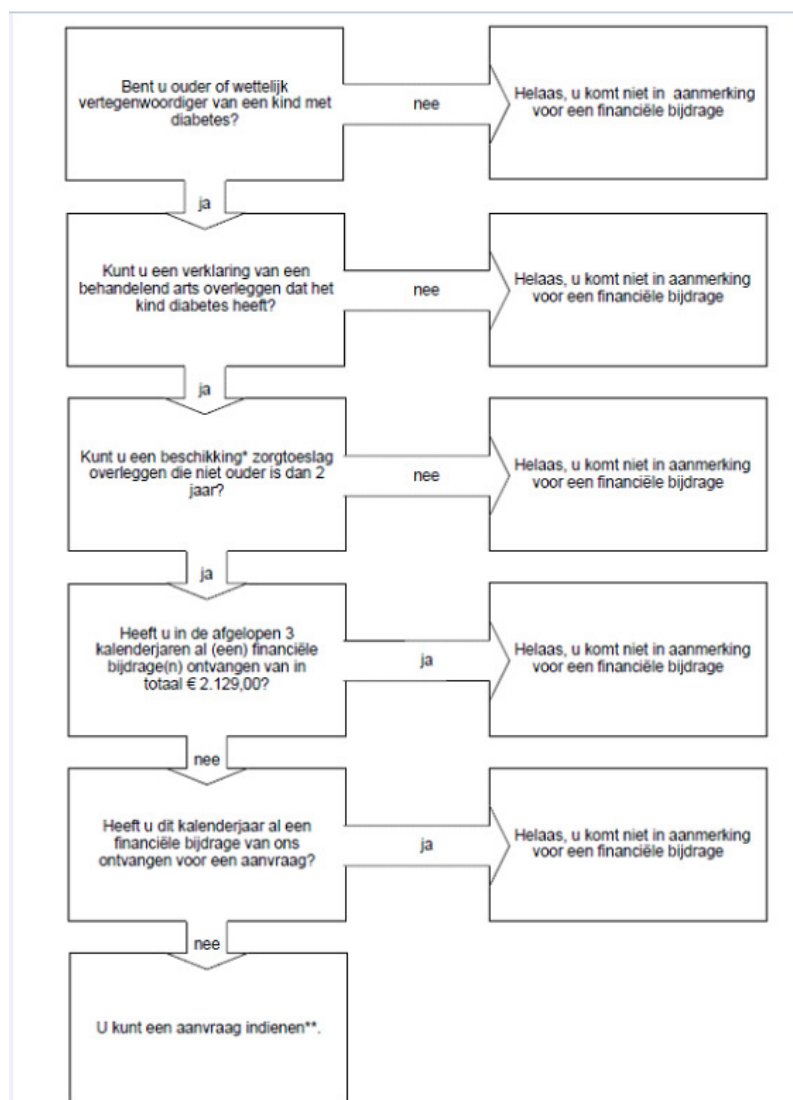 Bent u ouder of wettelijk
vertegenwoordiger van een kind met
diabetes?
nee
Helaas, u komt niet in aanmerking
voor een financiële bijdrage
ja
Kunt u een verklaring van een
behandelend arts overleggen dat het
kind diabetes heeft?
nee
Helaas, u komt niet in aanmerking
voor een financiële bijdrage
ja
Kunt u een beschikking* zorgtoeslag
overleggen die niet ouder is dan 2
jaar?
nee
Helaas, u komt niet in aanmerking
voor een financiële bijdrage
ja
Heeft u in de afgelopen 3
kalenderjaren al (een) financiële
bijdrage(n) ontvangen van in
totaal € 2.129,00?
ja
Helaas, u komt niet in aanmerking
voor een financiële bijdrage
nee
Heeft u dit kalenderjaar al een
financiële bijdrage van ons
ontvangen voor een aanvraag?
ja
Helaas, u komt niet in aanmerking
voor een financiële bijdrage
nee
U kunt een aanvraag indienen**.